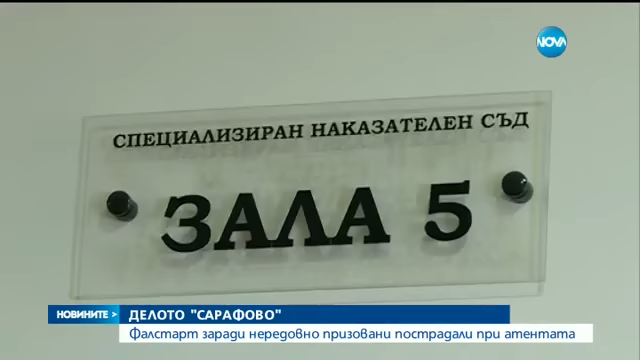 NOVA
СПЕЦИАЛИЗИРАН НАКАЗАТЕЛЕН СЪД
ЗАЛА 5
НОВИНИТЕ
ДЕЛОТО "САРАФОВО"
Фалстарт заради нередовно призовани пострадали при атентата